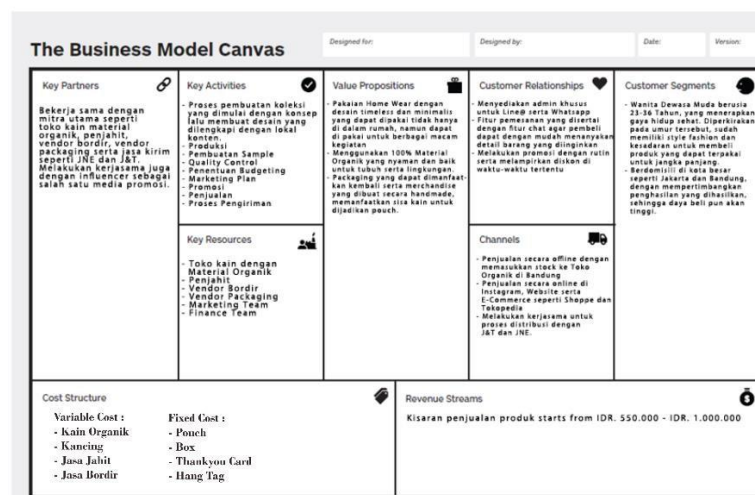 The Business Model Canvas
Designed for:
Designed by:
Date:
Version:
Key Partners
Bekerja sama dengan
mitra utama seperti
toko kain material
organik, penjahit,
vendor bordir, vendor
packaging serta jasa kirim
seperti JNE dan J&T.
Melakukan kerjasama juga
dengan influencer sebagai
salah satu media promosi.
Key Activities
- Proses pembuatan koleksi
yang dimulai dengan konsep
lalu membuat desain yang
dilengkapi dengan lokal
konten.
- Produksi
- Pembuatan Sample
- Quality Control
- Penentuan Budgeting
- Marketing Plan
- Promosi
- Penjualan
- Proses Pengiriman
Key Resources
- Toko kain dengan
Material Organik
- Penjahit
- Vendor Bordir
- Vendor Packaging
- Marketing Team
- Finance Team
Value Propositions
- Pakaian Home Wear dengan
desain timeless dan minimalis
yang dapat dipakai tidak hanya
di dalam rumah, namun dapat
di pakai untuk berbagai macam
kegiatan
- Menggunakan 100% Material
Organik yang nyaman dan baik
untuk tubuh serta lingkungan.
- Packaging yang dapat dimanfaat-
kan kembali serta merchandise
yang dibuat secara handmade,
memanfaatkan sisa kain untuk
dijadikan pouch.
Customer Relationships
- Menyediakan admin khusus
untuk Line@ serta Whatsapp
- Fitur pemesanan yang disertai
dengan fitur chat agar pembeli
dapat dengan mudah menanyakan
detail barang yang diinginkan
- Melakukan promosi dengan rutin
serta melampirkan diskon di
waktu-waktu tertentu
Channels
- Penjualan secara offline dengan
memasukkan stock ke Toko
Organik di Bandung
- Penjualan secara online di
Instagram, Website serta
E-Commerce seperti Shoppe dan
Tokopedia
- Melakukan kerjasama untuk
proses distribusi dengan
J&T dan JNE.
Customer Segments
- Wanita Dewasa Muda berusia
23-36 Tahun, yang menerapkan
gaya hidup sehat. Diperkirakan
pada umur tersebut, sudah
memiliki style fashion dan
kesadaran untuk membeli
produk yang dapat terpakai
untuk jangka panjang.
- Berdomisili di kota besar
seperti Jakarta dan Bandung,
dengan mempertimbangkan
penghasilan yang dihasilkan,
sehingga daya beli pun akan
tinggi.
Cost Structure
Variable Cost :
- Kain Organik
- Kancing
- Jasa Jahit
- Jasa Bordir
Fixed Cost :
- Pouch
- Box
- Thankyou Card
- Hang Tag
Revenue Streams
Kisaran penjualan produk starts from IDR. 550.000 - IDR. 1.000.000